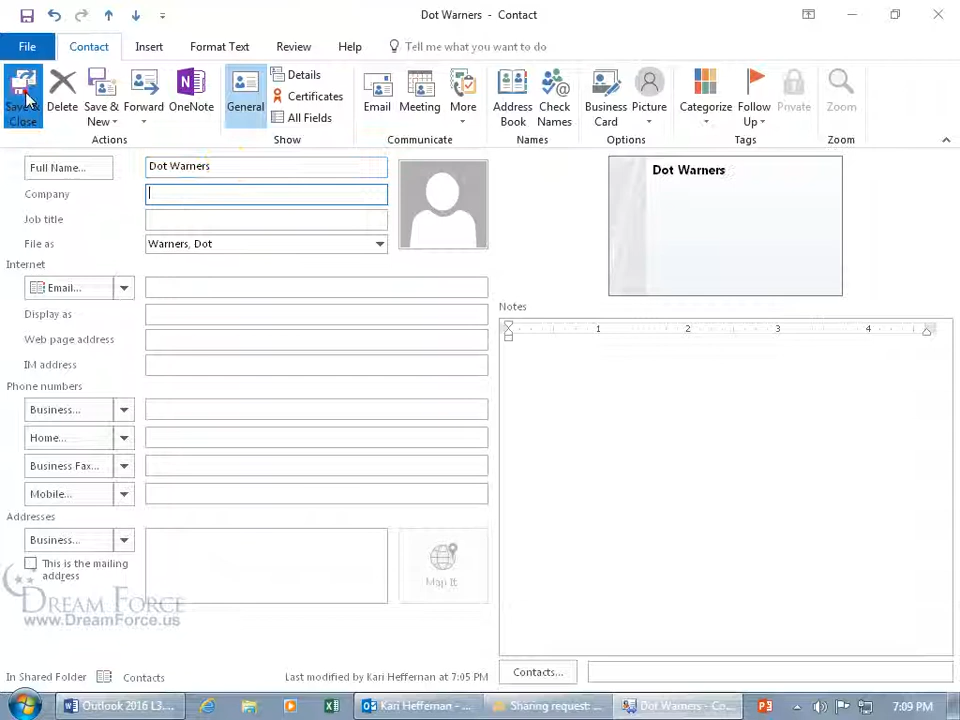 Dot Warners - Contact
File Contact Insert Format Text Review Help Tell me what you want to do
Save & Close Delete Save & New Forward OneNote
General Details Certificates All Fields
Email Meeting More
Address Book Check Names
Business Card Picture
Categorize Follow Up Private
Zoom
Actions Show Communicate Names Options Tags Zoom
Full Name... Dot Warners
Company
Job title
File as Warners, Dot
Internet
Email...
Display as
Web page address
IM address
Phone numbers
Business...
Home...
Business Fax...
Mobile...
Addresses
Business...
This is the mailing
address
Map It
Dot Warners
Notes
1 2 3 4
DREAM FORCE
www.DreamForce.us
In Shared Folder Contacts Last modified by Kari Heffernan at 7:05 PM
Contacts...
Outlook 2016 L3... Kari Heffernan - ... Sharing request: ... Dot Warners - Co... 7:09 PM